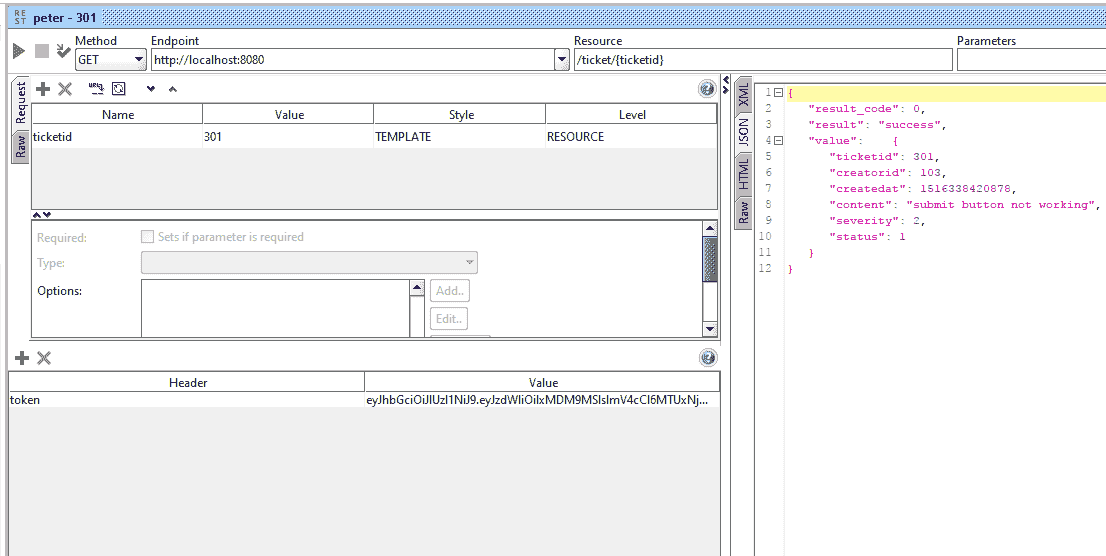 RE
ST
peter - 301
Method Endpoint Resource Parameters
GET http://localhost:8080 /ticket/{ticketid}
Request
Raw
Name Value Style Level
ticketid 301 TEMPLATE RESOURCE
Required: Sets if parameter is required
Type:
Options: Add..
Edit..
Header Value
token
XML
JSON
HTML
Raw
1 {
2 "result_code": 0,
3 "result": "success",
4 "value": {
5 "ticketid": 301,
6 "creatorid": 103,
7 "createdat": 1516338420878,
8 "content": "submit button not working",
9 "severity": 2,
10 "status": 1
11 }
12 }